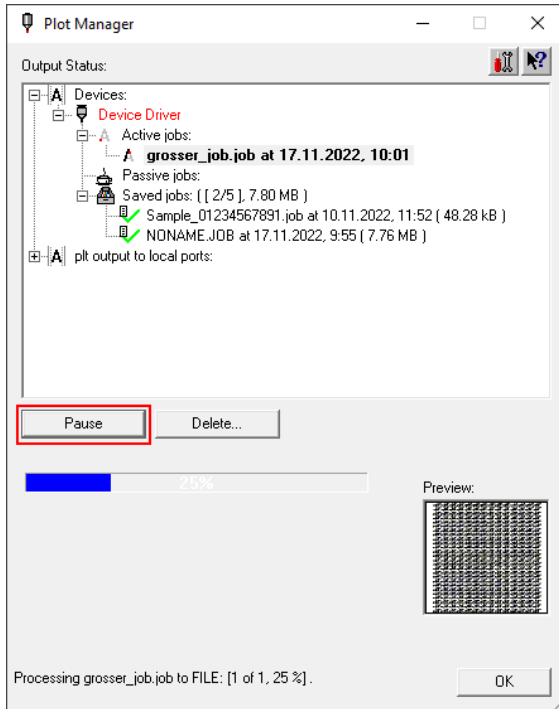 Plot Manager
Output Status:
Devices:
Device Driver
Active jobs:
grosser_job.job at 17.11.2022, 10:01
Passive jobs:
Saved jobs: ( [ 2/5 ], 7.80 MB )
Sample_01234567891.job at 10.11.2022, 11:52 ( 48.28 kB )
NONAME.JOB at 17.11.2022, 9:55 ( 7.76 MB )
plt output to local ports:
Pause
Delete...
25%
Preview:
Processing grosser_job.job to FILE: [1 of 1, 25 %] .
OK